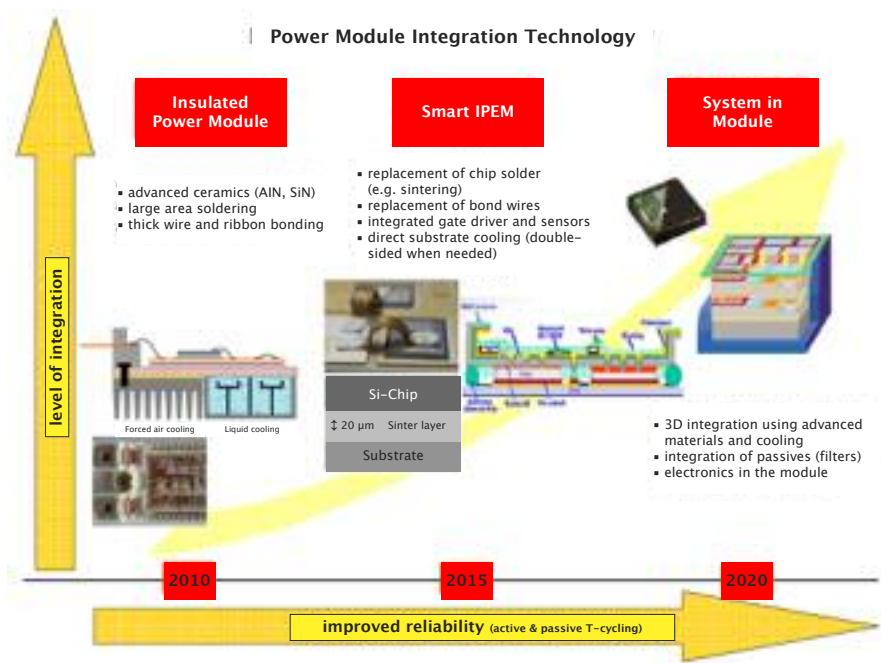 Power Module Integration Technology
Insulated
Power Module
Smart IPEM
System in
Module
▪ advanced ceramics (AlN, SiN)
▪ large area soldering
▪ thick wire and ribbon bonding
▪ replacement of chip solder
(e.g. sintering)
▪ replacement of bond wires
▪ integrated gate driver and sensors
▪ direct substrate cooling (double-
sided when needed)
level of integration
Forced air cooling
Liquid cooling
Si-Chip
↕ 20 µm Sinter layer
Substrate
▪ 3D integration using advanced
materials and cooling
▪ integration of passives (filters)
▪ electronics in the module
2010
2015
2020
improved reliability (active & passive T-cycling)